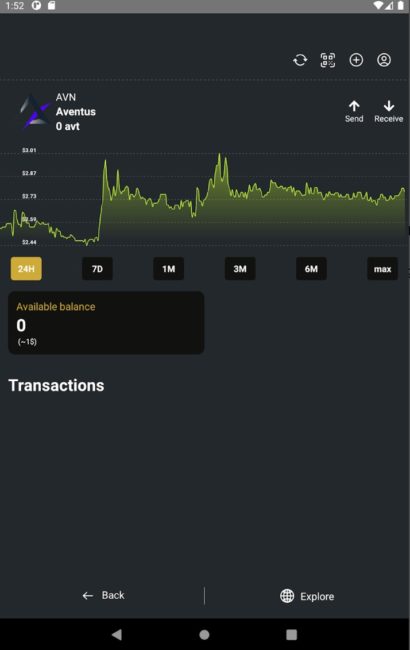 1:52
AVN
Aventus
0 avt
Send
Receive
$3.01
$2.87
$2.73
$2.59
$2.44
24H
7D
1M
3M
6M
max
Available balance
0
(~1$)
Transactions
Back
Explore